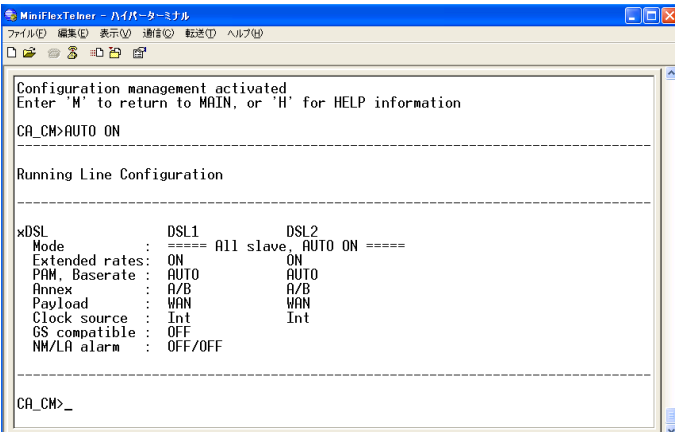 MiniFlexTelner - ハイパーターミナル
ファイル(F) 編集(E) 表示(V) 通信(C) 転送(T) ヘルプ(H)
Configuration management activated
Enter 'M' to return to MAIN, or 'H' for HELP information
CA_CM>AUTO ON
Running Line Configuration
xDSL DSL1 DSL2
Mode : ===== All slave, AUTO ON =====
Extended rates: ON ON
PAM, Baserate : AUTO AUTO
Annex : A/B A/B
Payload : WAN WAN
Clock source : Int Int
GS compatible : OFF
NM/LA alarm : OFF/OFF
CA_CM>_